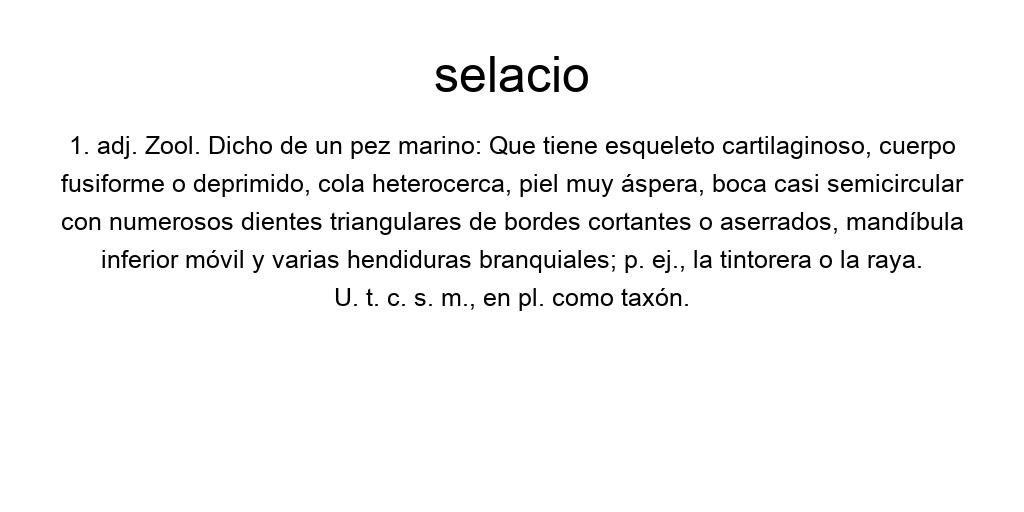 selacio
1. adj. Zool. Dicho de un pez marino: Que tiene esqueleto cartilaginoso, cuerpo
fusiforme o deprimido, cola heterocerca, piel muy áspera, boca casi semicircular
con numerosos dientes triangulares de bordes cortantes o aserrados, mandíbula
inferior móvil y varias hendiduras branquiales; p. ej., la tintorera o la raya.
U. t. c. s. m., en pl. como taxón.